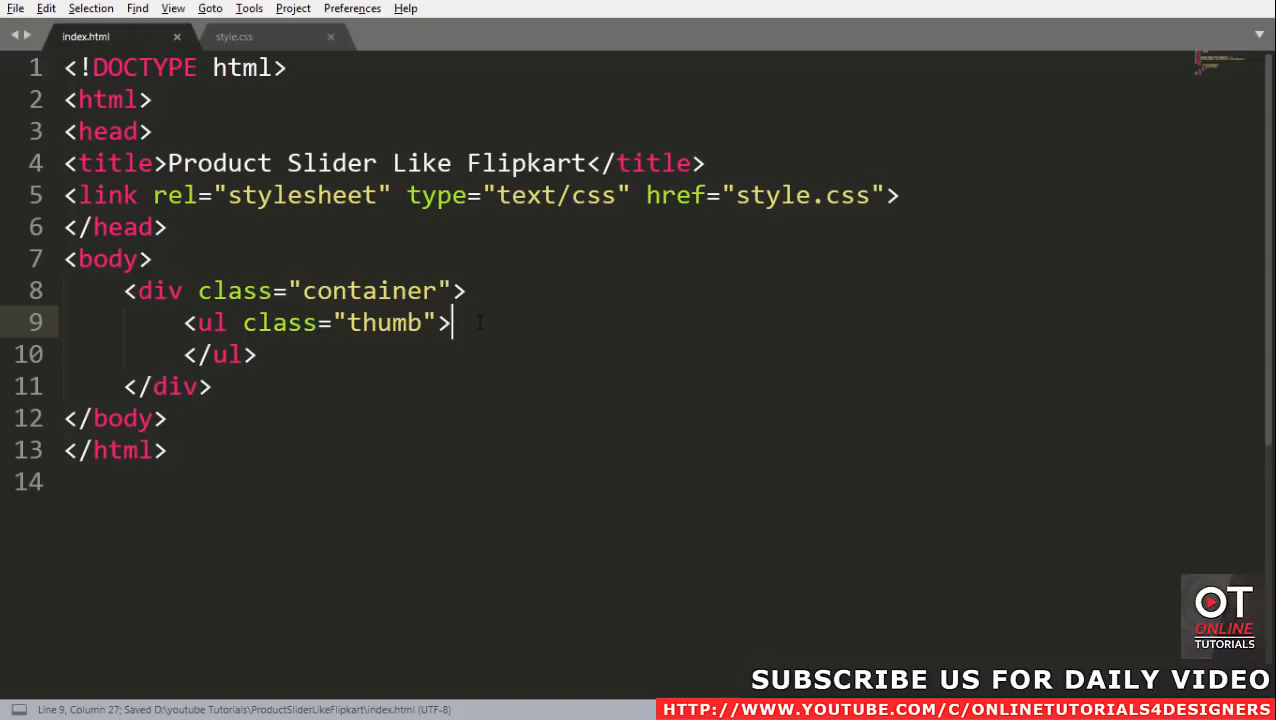 File Edit Selection Find View Goto Tools Project Preferences Help
index.html × style.css ×
1 <!DOCTYPE html>
2 <html>
3 <head>
4 <title>Product Slider Like Flipkart</title>
5 <link rel="stylesheet" type="text/css" href="style.css">
6 </head>
7 <body>
8 <div class="container">
9 <ul class="thumb">
10 </ul>
11 </div>
12 </body>
13 </html>
14
OT
ONLINE
TUTORIALS
SUBSCRIBE US FOR DAILY VIDEO
Line 9, Column 27; Saved D:\youtube Tutorials\ProductSliderLikeFlipkart\index.html (UTF-8)
HTTP://WWW.YOUTUBE.COM/C/ONLINETUTORIALS4DESIGNERS